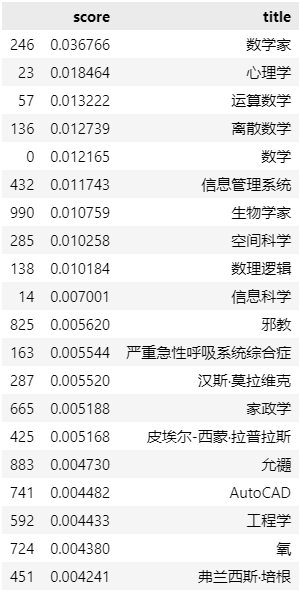 score title
246 0.036766 数学家
23 0.018464 心理学
57 0.013222 运算数学
136 0.012739 离散数学
0 0.012165 数学
432 0.011743 信息管理系统
990 0.010759 生物学家
285 0.010258 空间科学
138 0.010184 数理逻辑
14 0.007001 信息科学
825 0.005620 邪教
163 0.005544 严重急性呼吸系统综合症
287 0.005520 汉斯·莫拉维克
665 0.005188 家政学
425 0.005168 皮埃尔-西蒙·拉普拉斯
883 0.004730 允禵
741 0.004482 AutoCAD
592 0.004433 工程学
724 0.004380 氧
451 0.004241 弗兰西斯·培根